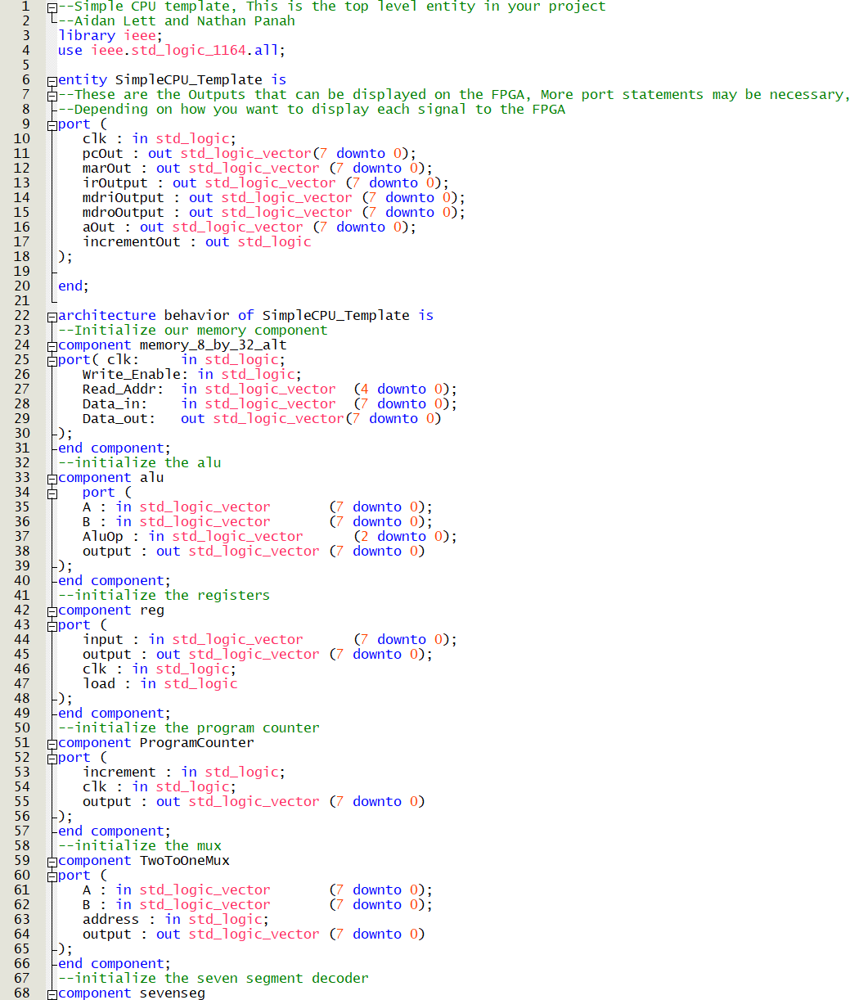 1 --Simple CPU template, This is the top level entity in your project
2 --Aidan Lett and Nathan Panah
3 library ieee;
4 use ieee.std_logic_1164.all;
5
6 entity SimpleCPU_Template is
7 --These are the Outputs that can be displayed on the FPGA, More port statements may be necessary,
8 --Depending on how you want to display each signal to the FPGA
9 port (
10 clk : in std_logic;
11 pcOut : out std_logic_vector(7 downto 0);
12 marOut : out std_logic_vector (7 downto 0);
13 irOutput : out std_logic_vector (7 downto 0);
14 mdriOutput : out std_logic_vector (7 downto 0);
15 mdroOutput : out std_logic_vector (7 downto 0);
16 aOut : out std_logic_vector (7 downto 0);
17 incrementOut : out std_logic
18 );
19
20 end;
21
22 architecture behavior of SimpleCPU_Template is
23 --Initialize our memory component
24 component memory_8_by_32_alt
25 port( clk: in std_logic;
26 Write_Enable: in std_logic;
27 Read_Addr: in std_logic_vector (4 downto 0);
28 Data_in: in std_logic_vector (7 downto 0);
29 Data_out: out std_logic_vector(7 downto 0)
30 );
31 end component;
32 --initialize the alu
33 component alu
34 port (
35 A : in std_logic_vector (7 downto 0);
36 B : in std_logic_vector (7 downto 0);
37 AluOp : in std_logic_vector (2 downto 0);
38 output : out std_logic_vector (7 downto 0)
39 );
40 end component;
41 --initialize the registers
42 component reg
43 port (
44 input : in std_logic_vector (7 downto 0);
45 output : out std_logic_vector (7 downto 0);
46 clk : in std_logic;
47 load : in std_logic
48 );
49 end component;
50 --initialize the program counter
51 component ProgramCounter
52 port (
53 increment : in std_logic;
54 clk : in std_logic;
55 output : out std_logic_vector (7 downto 0)
56 );
57 end component;
58 --initialize the mux
59 component TwoToOneMux
60 port (
61 A : in std_logic_vector (7 downto 0);
62 B : in std_logic_vector (7 downto 0);
63 address : in std_logic;
64 output : out std_logic_vector (7 downto 0)
65 );
66 end component;
67 --initialize the seven segment decoder
68 component sevenseg